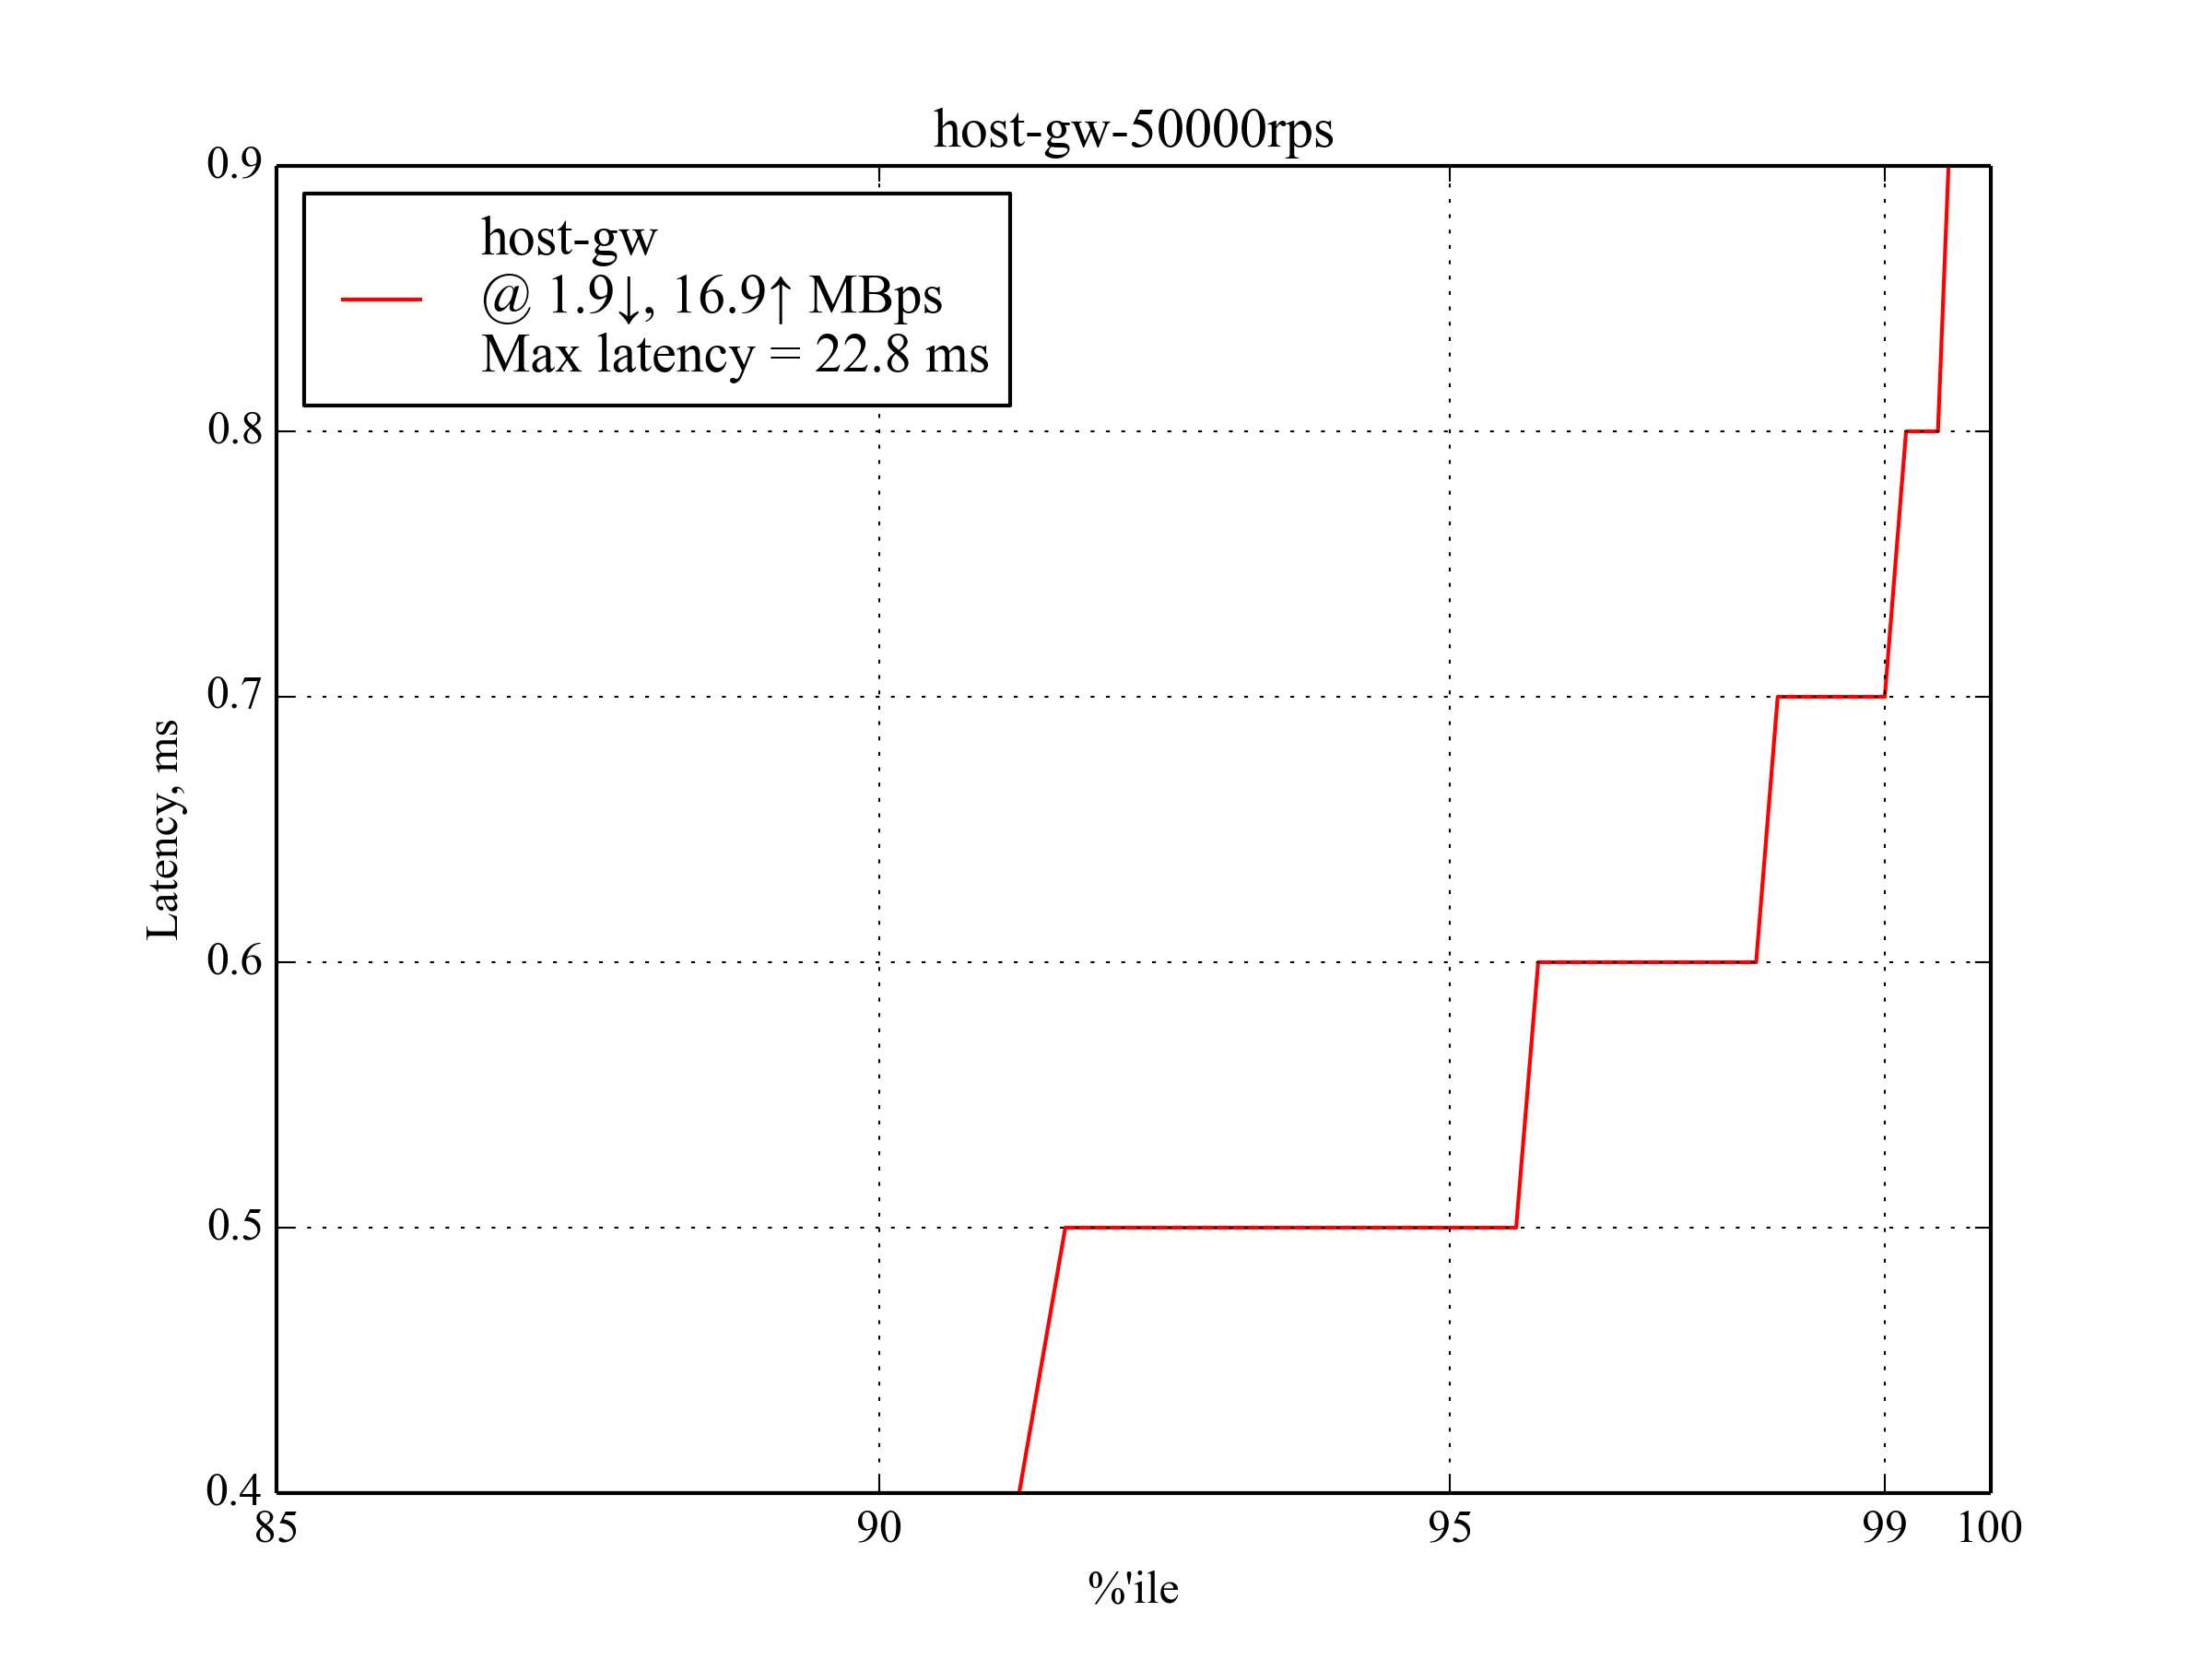 host-gw-50000rps
host-gw
@ 1.9↓, 16.9↑ MBps
Max latency = 22.8 ms
0.9
0.8
0.7
0.6
0.5
0.4
Latency, ms
85 90 95 99 100
%'ile